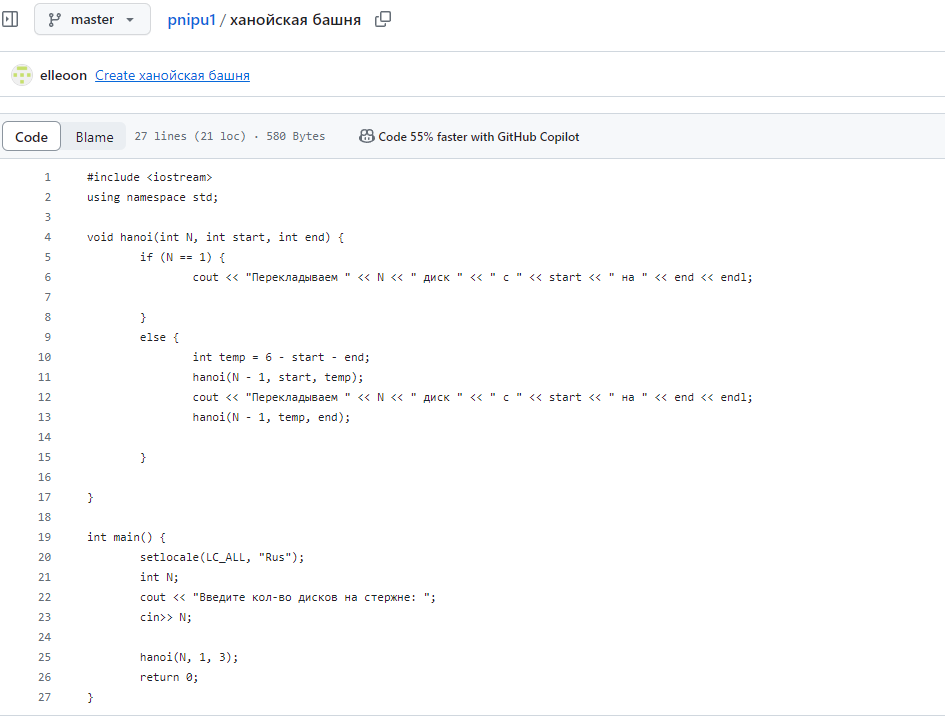 master pnipu1 / ханойская башня
elleoon Create ханойская башня
Code Blame 27 lines (21 loc) · 580 Bytes Code 55% faster with GitHub Copilot
1 #include <iostream>
2 using namespace std;
3
4 void hanoi(int N, int start, int end) {
5 if (N == 1) {
6 cout << "Перекладываем " << N << " диск " << " с " << start << " на " << end << endl;
7
8 }
9 else {
10 int temp = 6 - start - end;
11 hanoi(N - 1, start, temp);
12 cout << "Перекладываем " << N << " диск " << " с " << start << " на " << end << endl;
13 hanoi(N - 1, temp, end);
14
15 }
16
17 }
18
19 int main() {
20 setlocale(LC_ALL, "Rus");
21 int N;
22 cout << "Введите кол-во дисков на стержне: ";
23 cin>> N;
24
25 hanoi(N, 1, 3);
26 return 0;
27 }